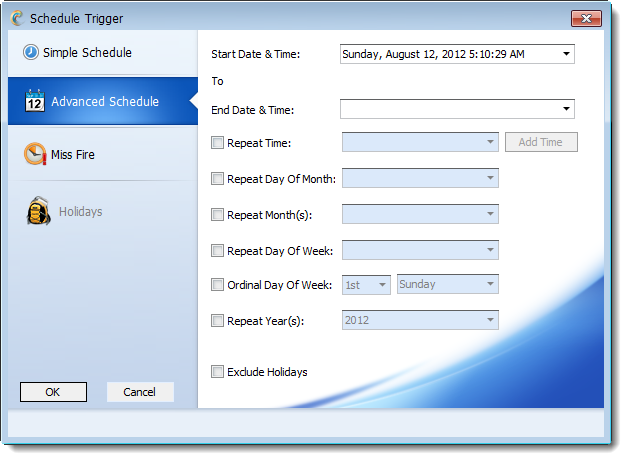 Schedule Trigger
Simple Schedule
12 Advanced Schedule
Miss Fire
Holidays
OK Cancel
Start Date & Time: Sunday, August 12, 2012 5:10:29 AM
To
End Date & Time:
Repeat Time: Add Time
Repeat Day Of Month:
Repeat Month(s):
Repeat Day Of Week:
Ordinal Day Of Week: 1st Sunday
Repeat Year(s): 2012
Exclude Holidays